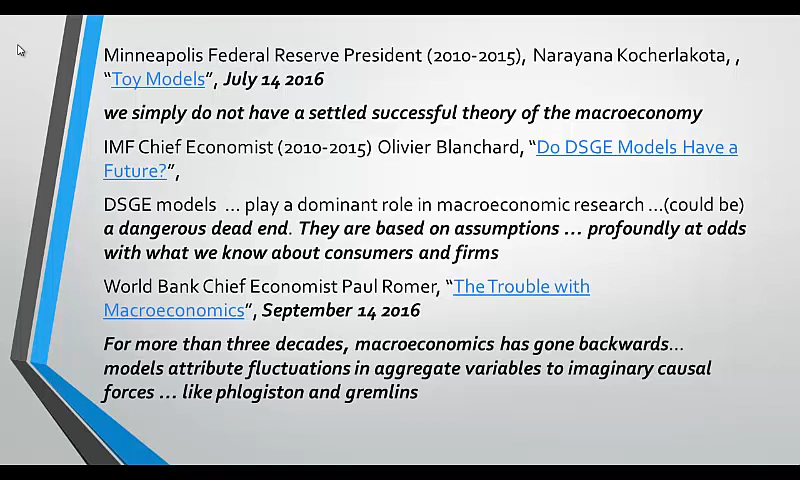 Minneapolis Federal Reserve President (2010-2015), Narayana Kocherlakota, ,
“Toy Models”, July 14 2016
we simply do not have a settled successful theory of the macroeconomy
IMF Chief Economist (2010-2015) Olivier Blanchard, “Do DSGE Models Have a
Future?”,
DSGE models … play a dominant role in macroeconomic research …(could be)
a dangerous dead end. They are based on assumptions … profoundly at odds
with what we know about consumers and firms
World Bank Chief Economist Paul Romer, “The Trouble with
Macroeconomics”, September 14 2016
For more than three decades, macroeconomics has gone backwards…
models attribute fluctuations in aggregate variables to imaginary causal
forces … like phlogiston and gremlins